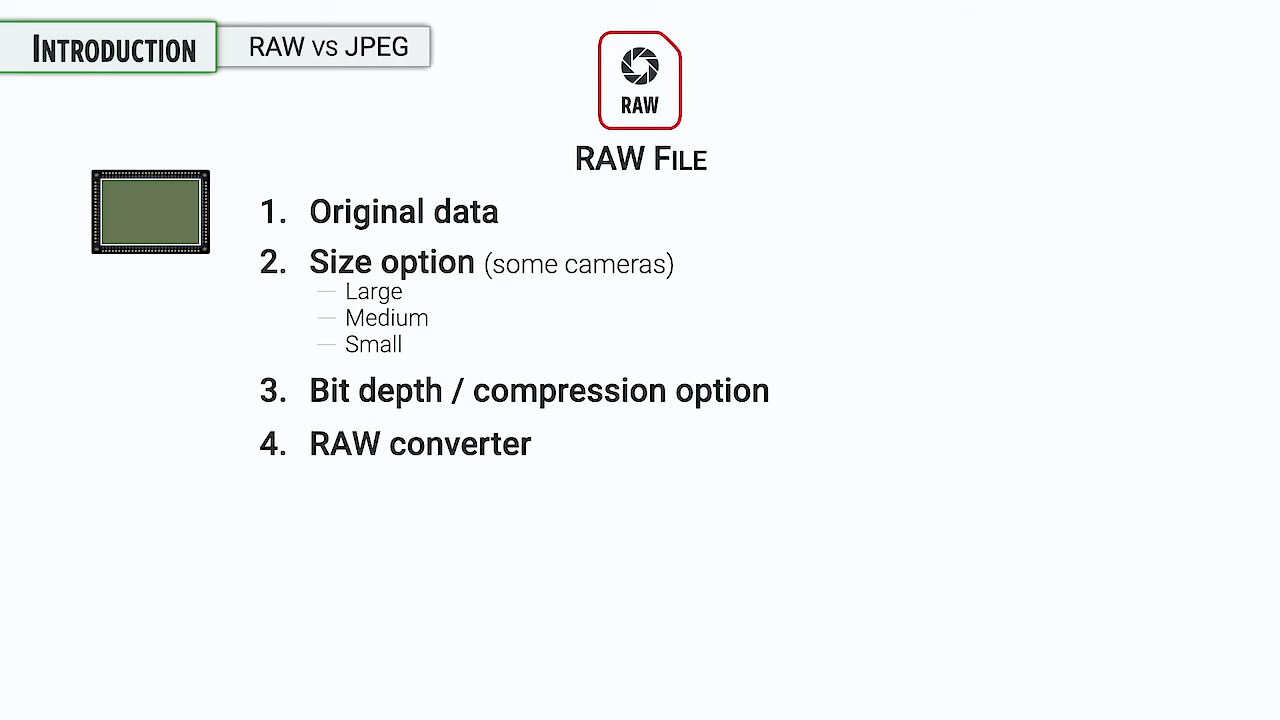 INTRODUCTION
RAW VS JPEG
RAW
RAW FILE
1. Original data
2. Size option (some cameras)
— Large
— Medium
— Small
3. Bit depth / compression option
4. RAW converter